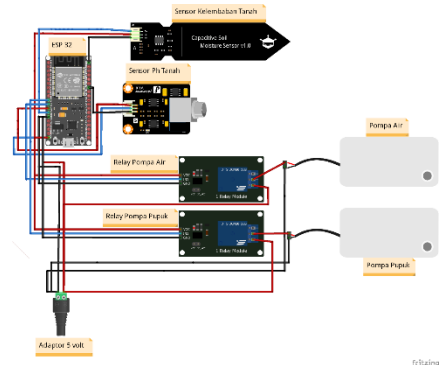 Sensor Kelembaban Tanah
Capacitive Soil
Moisture Sensor v1.0
ESP 32
Sensor Ph Tanah
Pompa Air
Relay Pompa Air
1 Relay Module
Relay Pompa Pupuk
1 Relay Module
Pompa Pupuk
Adaptor 5 volt
fritzing